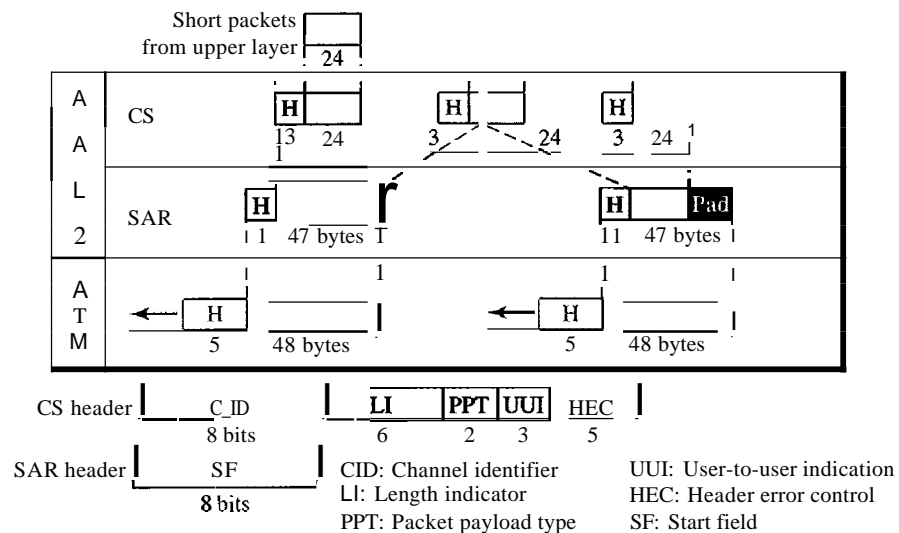 Short packets
from upper layer
24
A
A
L
2
CS
H
13 24
1
H
3 24
H
3 24 1
SAR
H
1 47 bytes T
H Pad
11 47 bytes
1 1
A
T
M
H
5 48 bytes
H
5 48 bytes
CS header C_ID LI PPT UUI HEC
8 bits 6 2 3 5
SAR header SF
8 bits
CID: Channel identifier
LI: Length indicator
PPT: Packet payload type
UUI: User-to-user indication
HEC: Header error control
SF: Start field